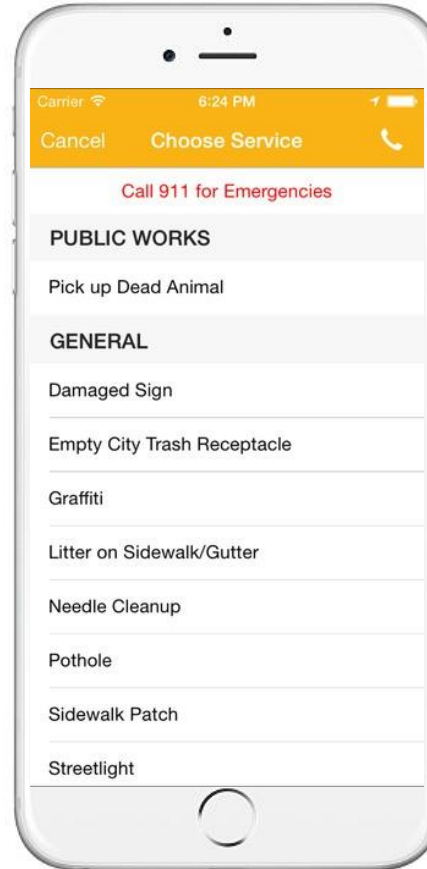 Carrier 6:24 PM
Cancel Choose Service
Call 911 for Emergencies
PUBLIC WORKS
Pick up Dead Animal
GENERAL
Damaged Sign
Empty City Trash Receptacle
Graffiti
Litter on Sidewalk/Gutter
Needle Cleanup
Pothole
Sidewalk Patch
Streetlight